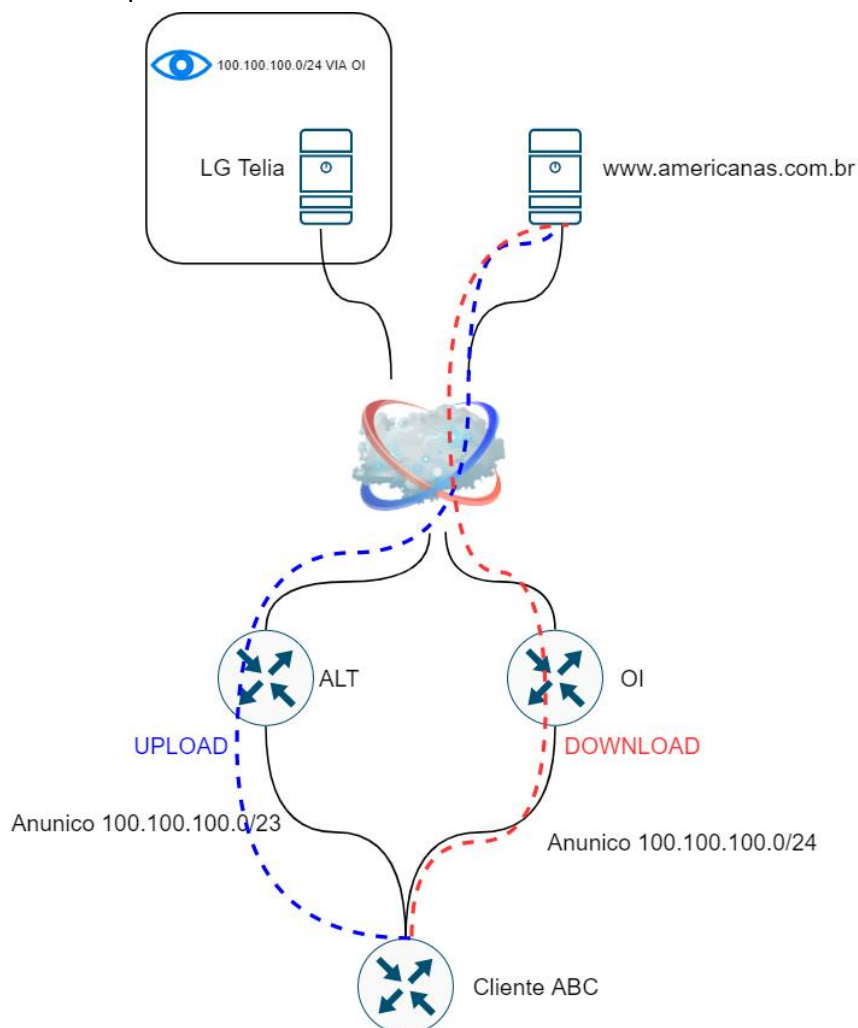 100.100.100.0/24 VIA OI
LG Telia
www.americanas.com.br
ALT
OI
UPLOAD
DOWNLOAD
Anunico 100.100.100.0/23
Anunico 100.100.100.0/24
Cliente ABC